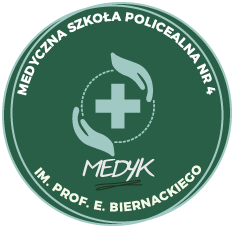 MEDYCZNA SZKOŁA POLICEALNA NR 4
MEDYK
IM. PROF. E. BIERNACKIEGO